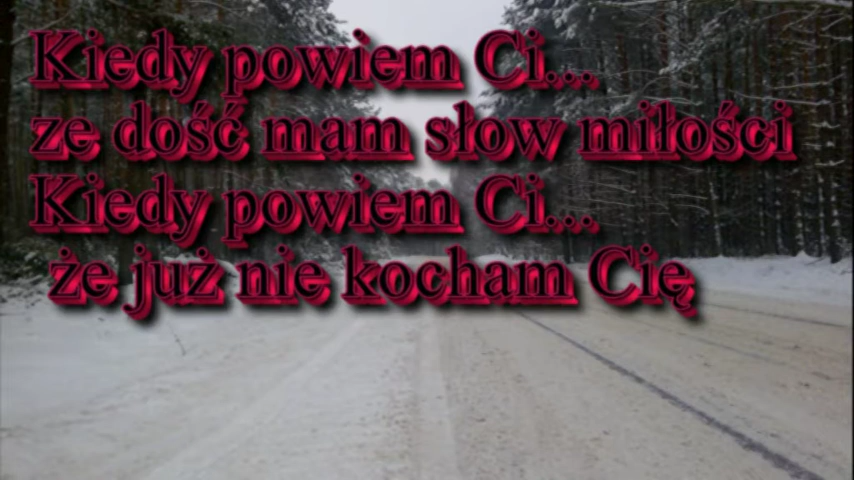 Kiedy powiem Ci...
ze dość mam słow miłości
Kiedy powiem Ci...
że już nie kocham Cię